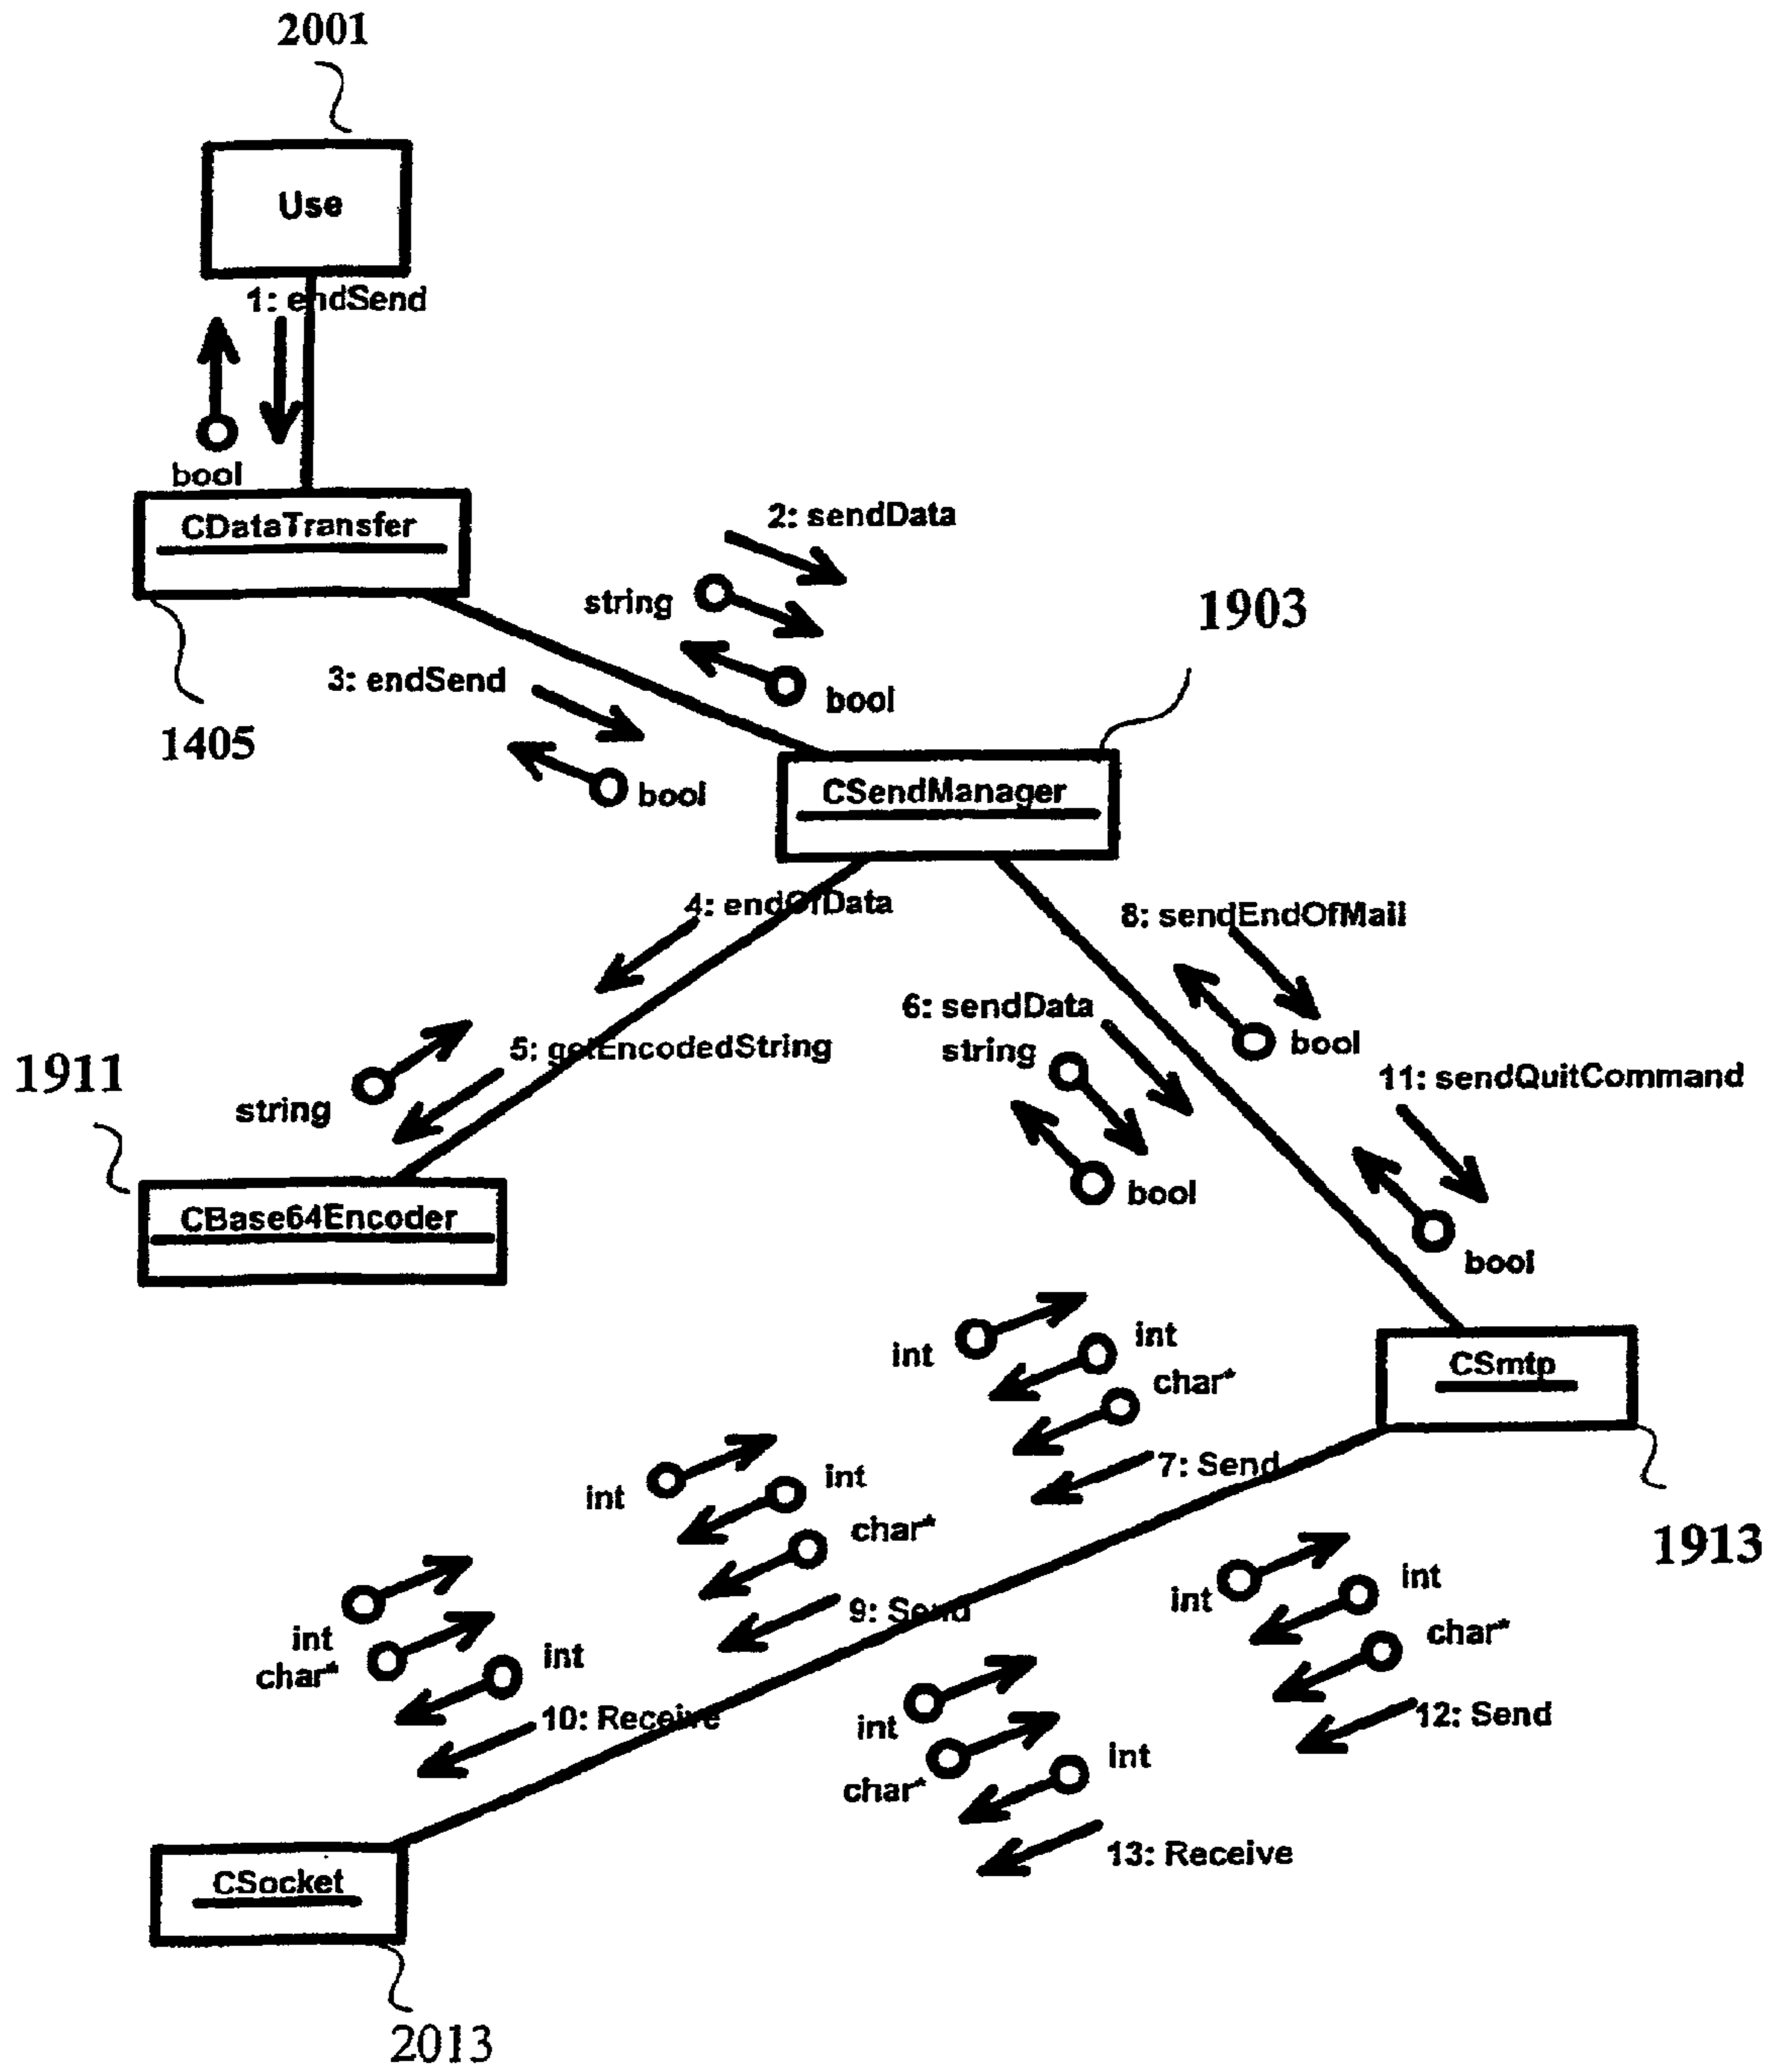 2001
Use
1: endSend
bool
CDataTransfer
2: sendData
string
1903
3: endSend
bool
1405
bool
CSendManager
4: endOfData
8: sendEndOfMail
6: sendData
string
bool
5: getEncodedString
1911
string
11: sendQuitCommand
bool
CBase64Encoder
bool
int
int
char*
CSmtp
7: Send
int
int
char*
1913
9: Send
int
int
char*
int
char*
int
12: Send
10: Receive
int
char*
int
13: Receive
CSocket
2013